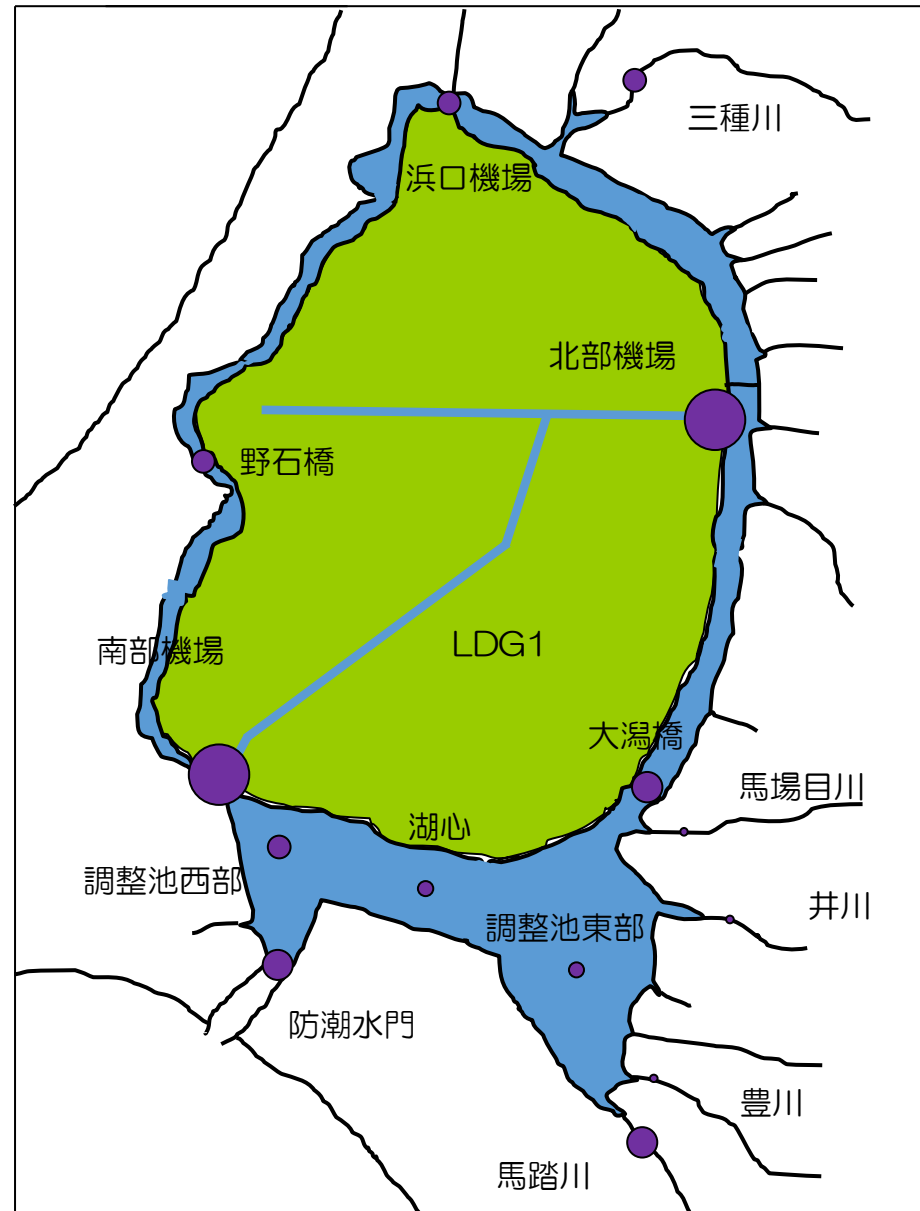 三種川
浜口機場
北部機場
野石橋
LDG1
南部機場
大潟橋
馬場目川
湖心
調整池西部
井川
調整池東部
防潮水門
豊川
馬踏川